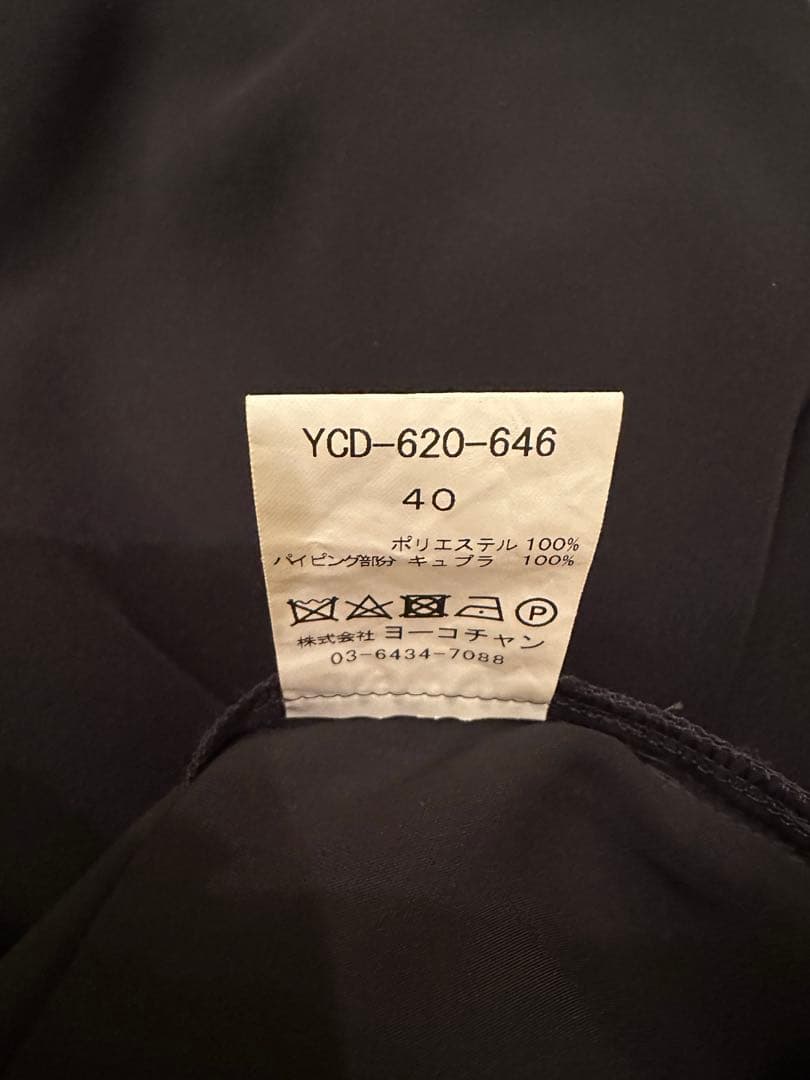 YCD-620-646
40
ポリエステル 100%
パイピング部分 キュプラ 100%
P
株式会社 ヨーコチャン
03-6434-7088